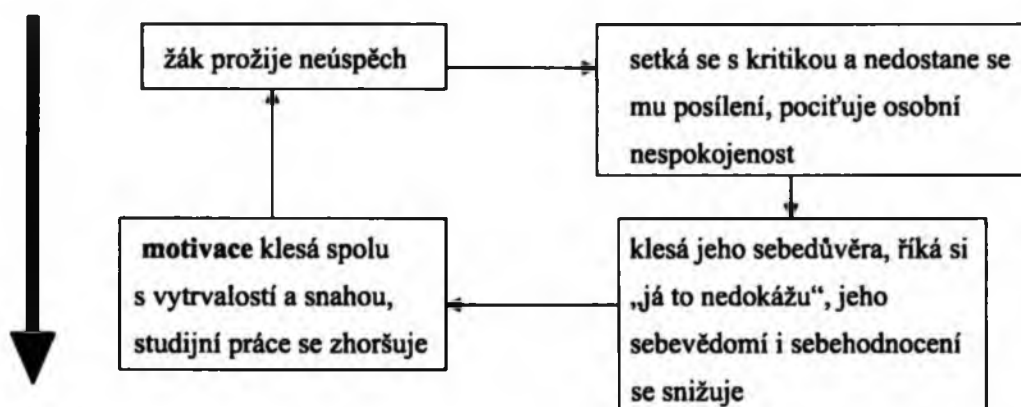 žák prožije neúspěch
setká se s kritikou a nedostane se
mu posílení, pociťuje osobní
nespokojenost
klesá jeho sebedůvěra, říká si
„já to nedokážu“, jeho
sebevědomí i sebehodnocení
se snižuje
motivace klesá spolu
s vytrvalostí a snahou,
studijní práce se zhoršuje